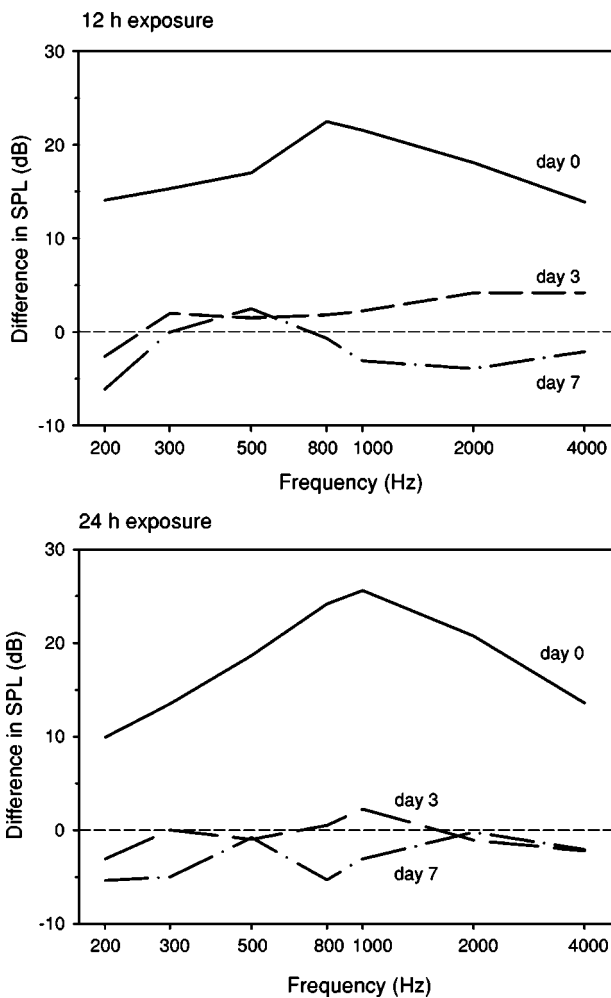 12 h exposure
30
20
10
0
-10
Difference in SPL (dB)
day 0
day 3
day 7
200 300 500 800 1000 2000 4000
Frequency (Hz)
24 h exposure
30
20
10
0
-10
Difference in SPL (dB)
day 0
day 3
day 7
200 300 500 800 1000 2000 4000
Frequency (Hz)